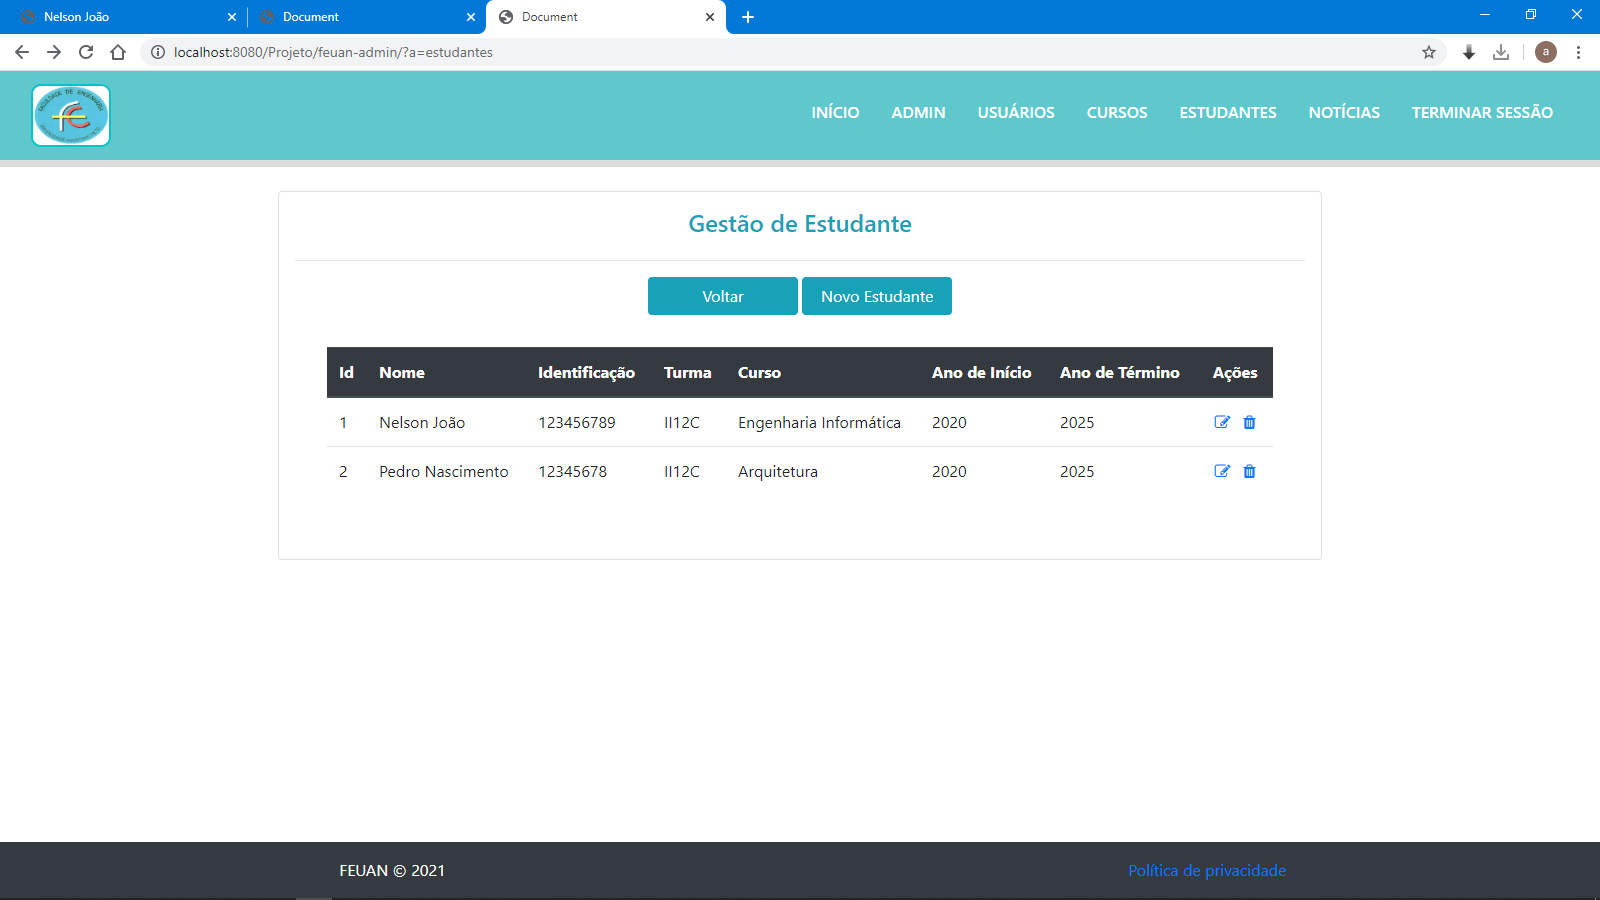 Nelson João
Document
Document
localhost:8080/Projeto/feuan-admin/?a=estudantes
a
FACULDADE DE ENGENHARIA
INÍCIO ADMIN USUÁRIOS CURSOS ESTUDANTES NOTÍCIAS TERMINAR SESSÃO
Gestão de Estudante
Voltar Novo Estudante
Id Nome Identificação Turma Curso Ano de Início Ano de Término Ações
1 Nelson João 123456789 II12C Engenharia Informática 2020 2025
2 Pedro Nascimento 12345678 II12C Arquitetura 2020 2025
FEUAN © 2021 Política de privacidade